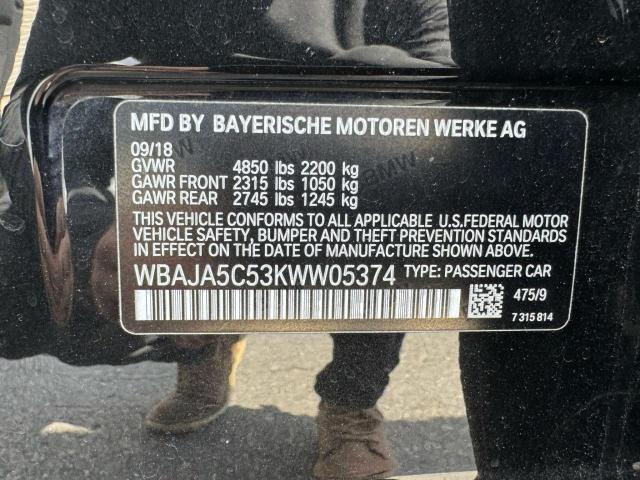 MFD BY BAYERISCHE MOTOREN WERKE AG
09/18
GVWR 4850 lbs 2200 kg
GAWR FRONT 2315 lbs 1050 kg
GAWR REAR 2745 lbs 1245 kg
THIS VEHICLE CONFORMS TO ALL APPLICABLE U.S.FEDERAL MOTOR
VEHICLE SAFETY, BUMPER, AND THEFT PREVENTION STANDARDS
IN EFFECT ON THE DATE OF MANUFACTURE SHOWN ABOVE.
WBAJA5C53KWW05374 TYPE: PASSENGER CAR
475/9
7 315 814